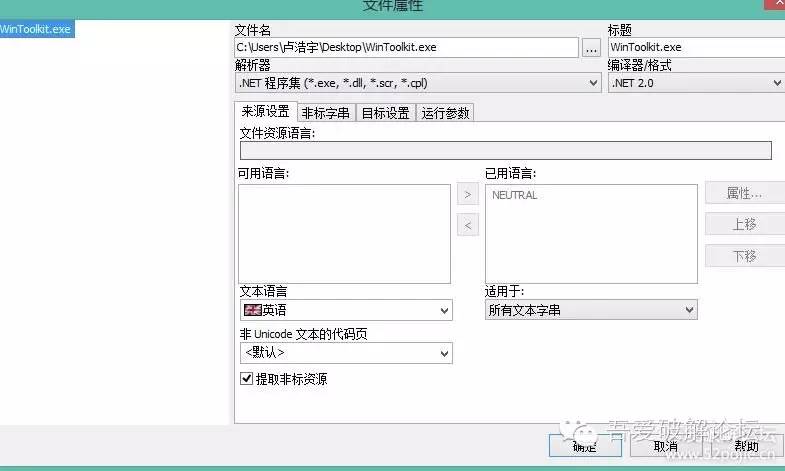 文件属性
WinToolkit.exe
文件名
标题
C:\Users\卢浩宇\Desktop\WinToolkit.exe
...
WinToolkit.exe
解析器
编译器/格式
.NET 程序集 (*.exe, *.dll, *.scr, *.cpl)
.NET 2.0
来源设置 非标字串 目标设置 运行参数
文件资源语言:
可用语言:
已用语言:
>
NEUTRAL
属性...
<
上移
下移
文本语言
适用于:
英语
所有文本字串
非 Unicode 文本的代码页
<默认>
提取非标资源
吾爱破解论坛
确定 取消 帮助
www.52pojie.cn